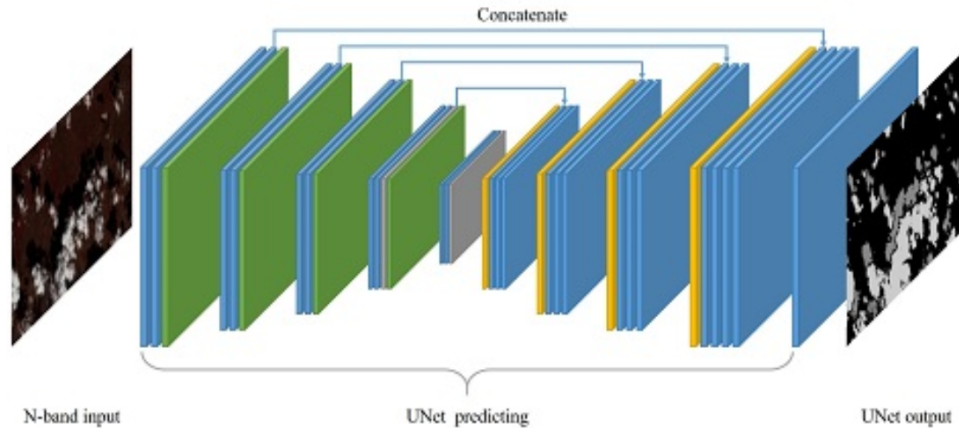 Concatenate
N-band input
UNet predicting
UNet output